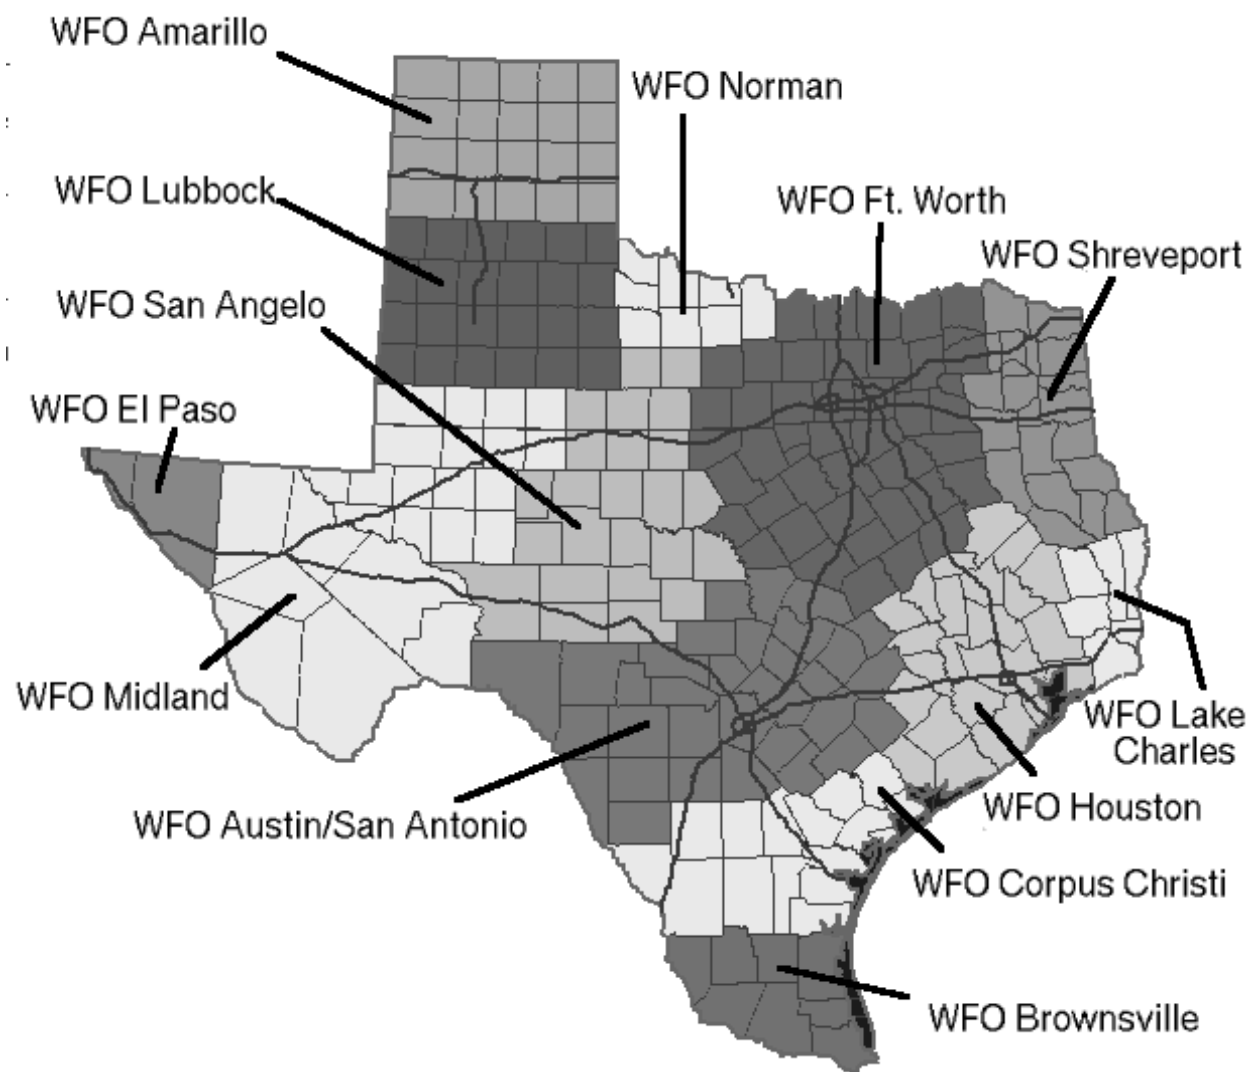 WFO Amarillo
WFO Norman
WFO Lubbock
WFO Ft. Worth
WFO Shreveport
WFO San Angelo
WFO El Paso
WFO Midland
WFO Lake
Charles
WFO Houston
WFO Austin/San Antonio
WFO Corpus Christi
WFO Brownsville